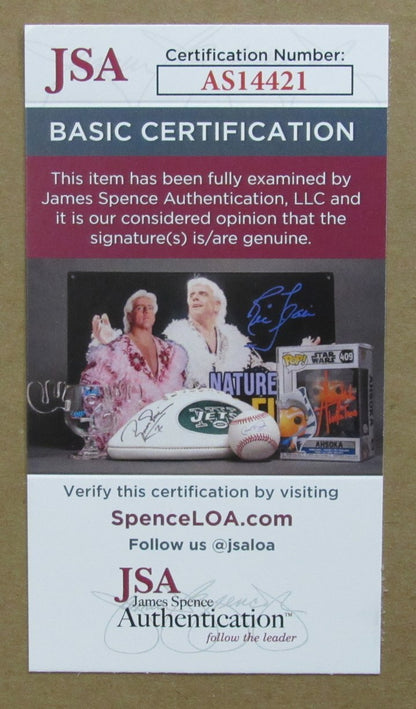 JSA
Certification Number:
AS14421
BASIC CERTIFICATION
This item has been fully examined by
James Spence Authentication, LLC and
it is our considered opinion that the
signature(s) is/are genuine.
Ric Flair
NATURE
POP!
STAR WARS
409
JETS
AHSOKA
Verify this certification by visiting
SpenceLOA.com
Follow us @jsaloa
JSA
James Spence
Authentication™
follow the leader